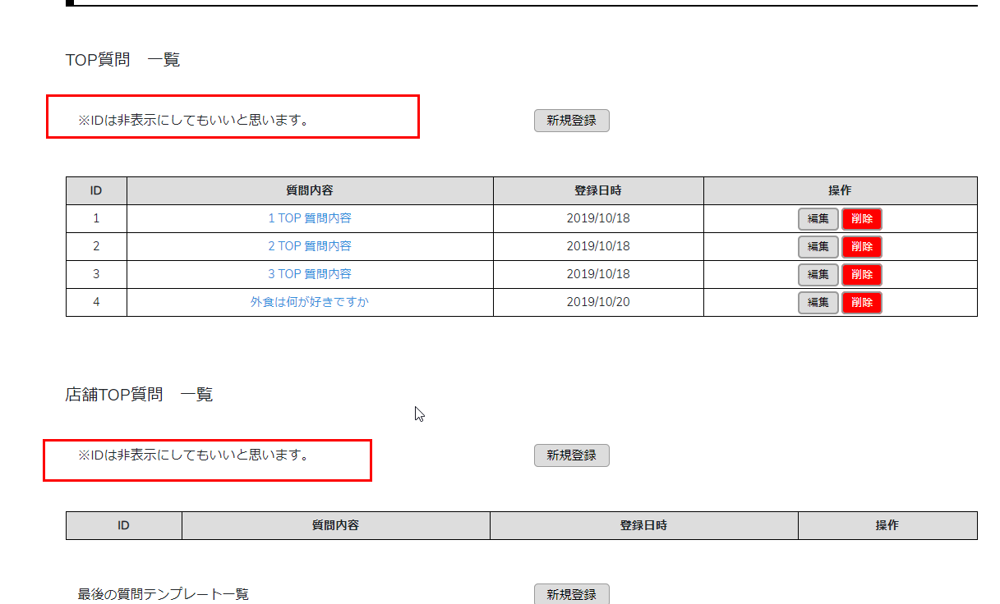 TOP質問　一覧
※IDは非表示にしてもいいと思います。 新規登録
ID 質問内容 登録日時 操作
1 1 TOP 質問内容 2019/10/18 編集 削除
2 2 TOP 質問内容 2019/10/18 編集 削除
3 3 TOP 質問内容 2019/10/18 編集 削除
4 外食は何が好きですか 2019/10/20 編集 削除
店舗TOP質問　一覧
※IDは非表示にしてもいいと思います。 新規登録
ID 質問内容 登録日時 操作
最後の質問テンプレート一覧 新規登録